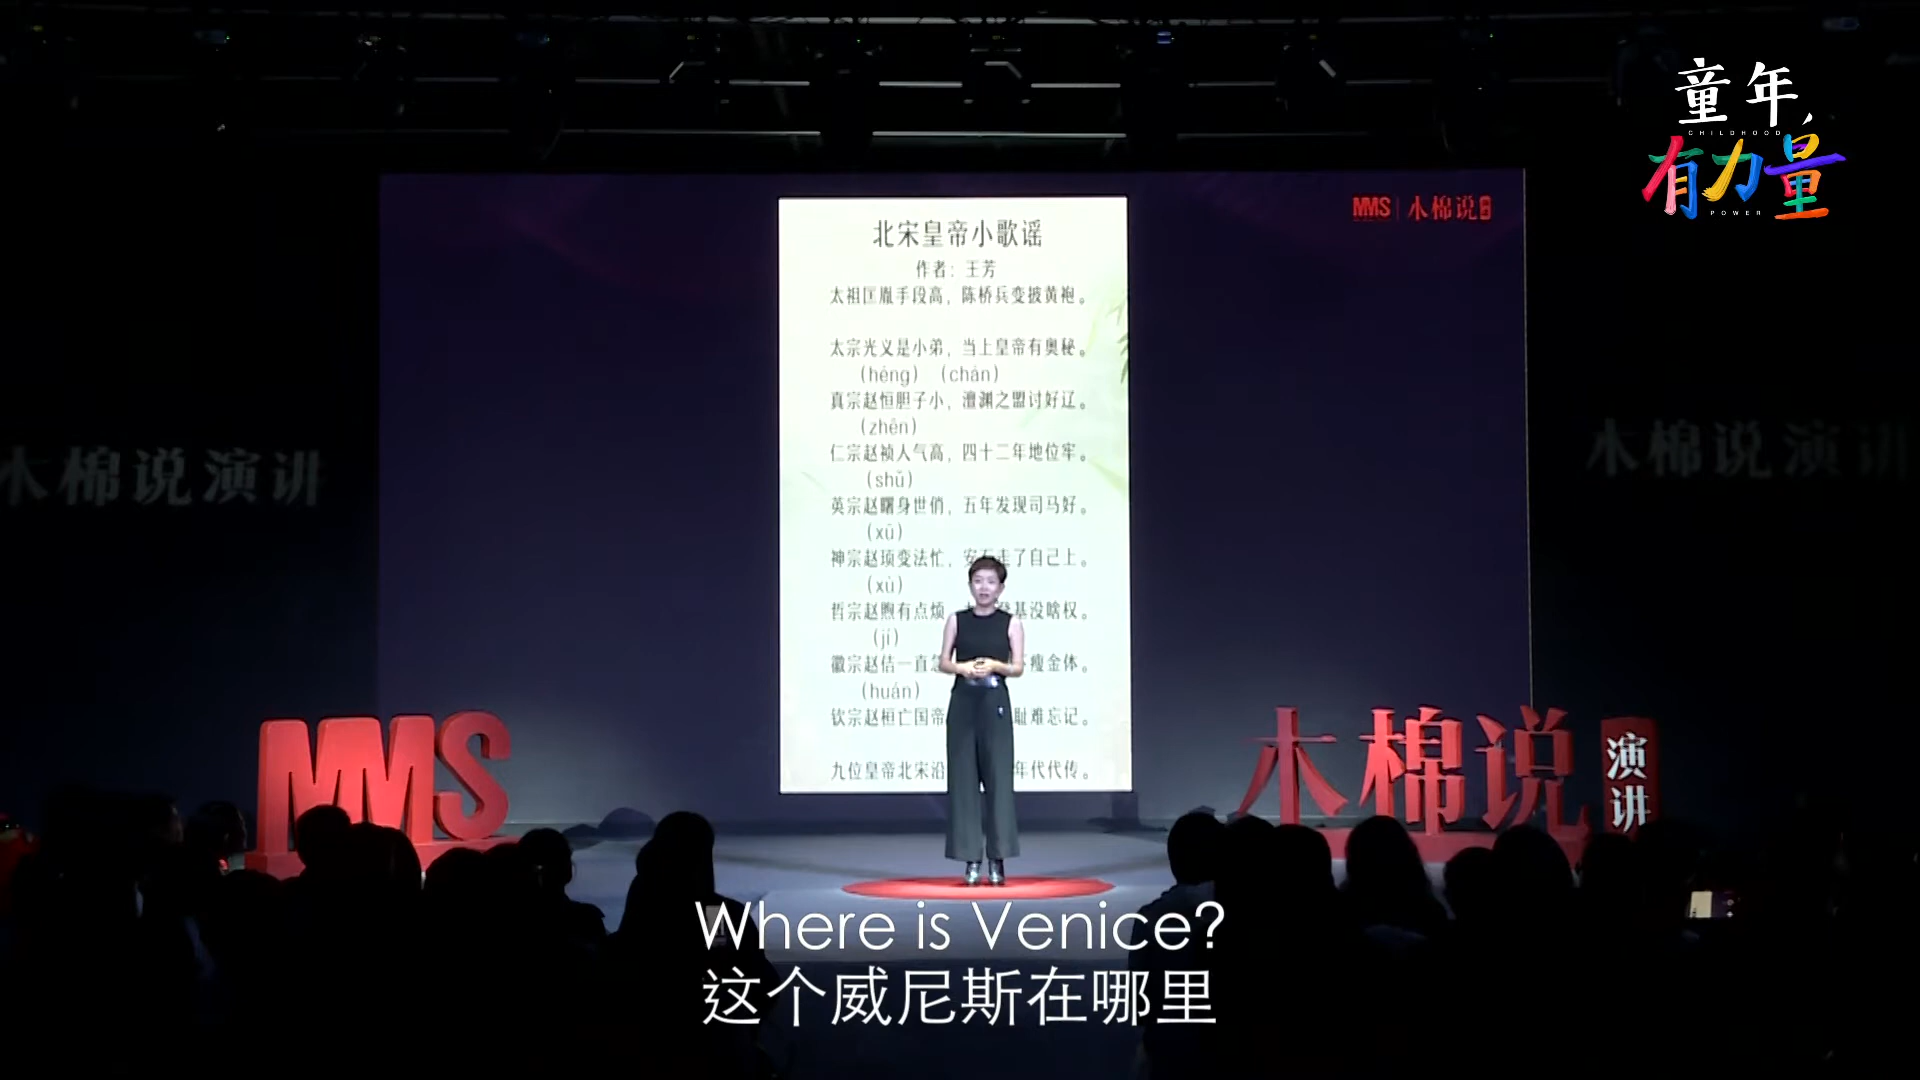 童年,
CHILDHOOD
有力量
POWER
MMS 木棉说
北宋皇帝小歌谣
作者：王芳
太祖匡胤手段高，陈桥兵变披黄袍。
太宗光义是小弟，当上皇帝有奥秘。
(héng) (chán)
真宗赵恒胆子小，澶渊之盟讨好辽。
(zhēn)
仁宗赵祯人气高，四十二年地位牢。
(shǔ)
英宗赵曙身世俏，五年发现司马好。
(xū)
神宗赵顼变法忙，安石走了自己上。
(xù)
哲宗赵煦有点烦，基没啥权。
(jí)
徽宗赵佶一直 瘦金体。
(huán)
钦宗赵桓亡国帝 耻难忘记。
九位皇帝北宋沿 年代代传。
木棉说演讲
木棉说演讲
MMS
木棉说
演讲
Where is Venice?
这个威尼斯在哪里